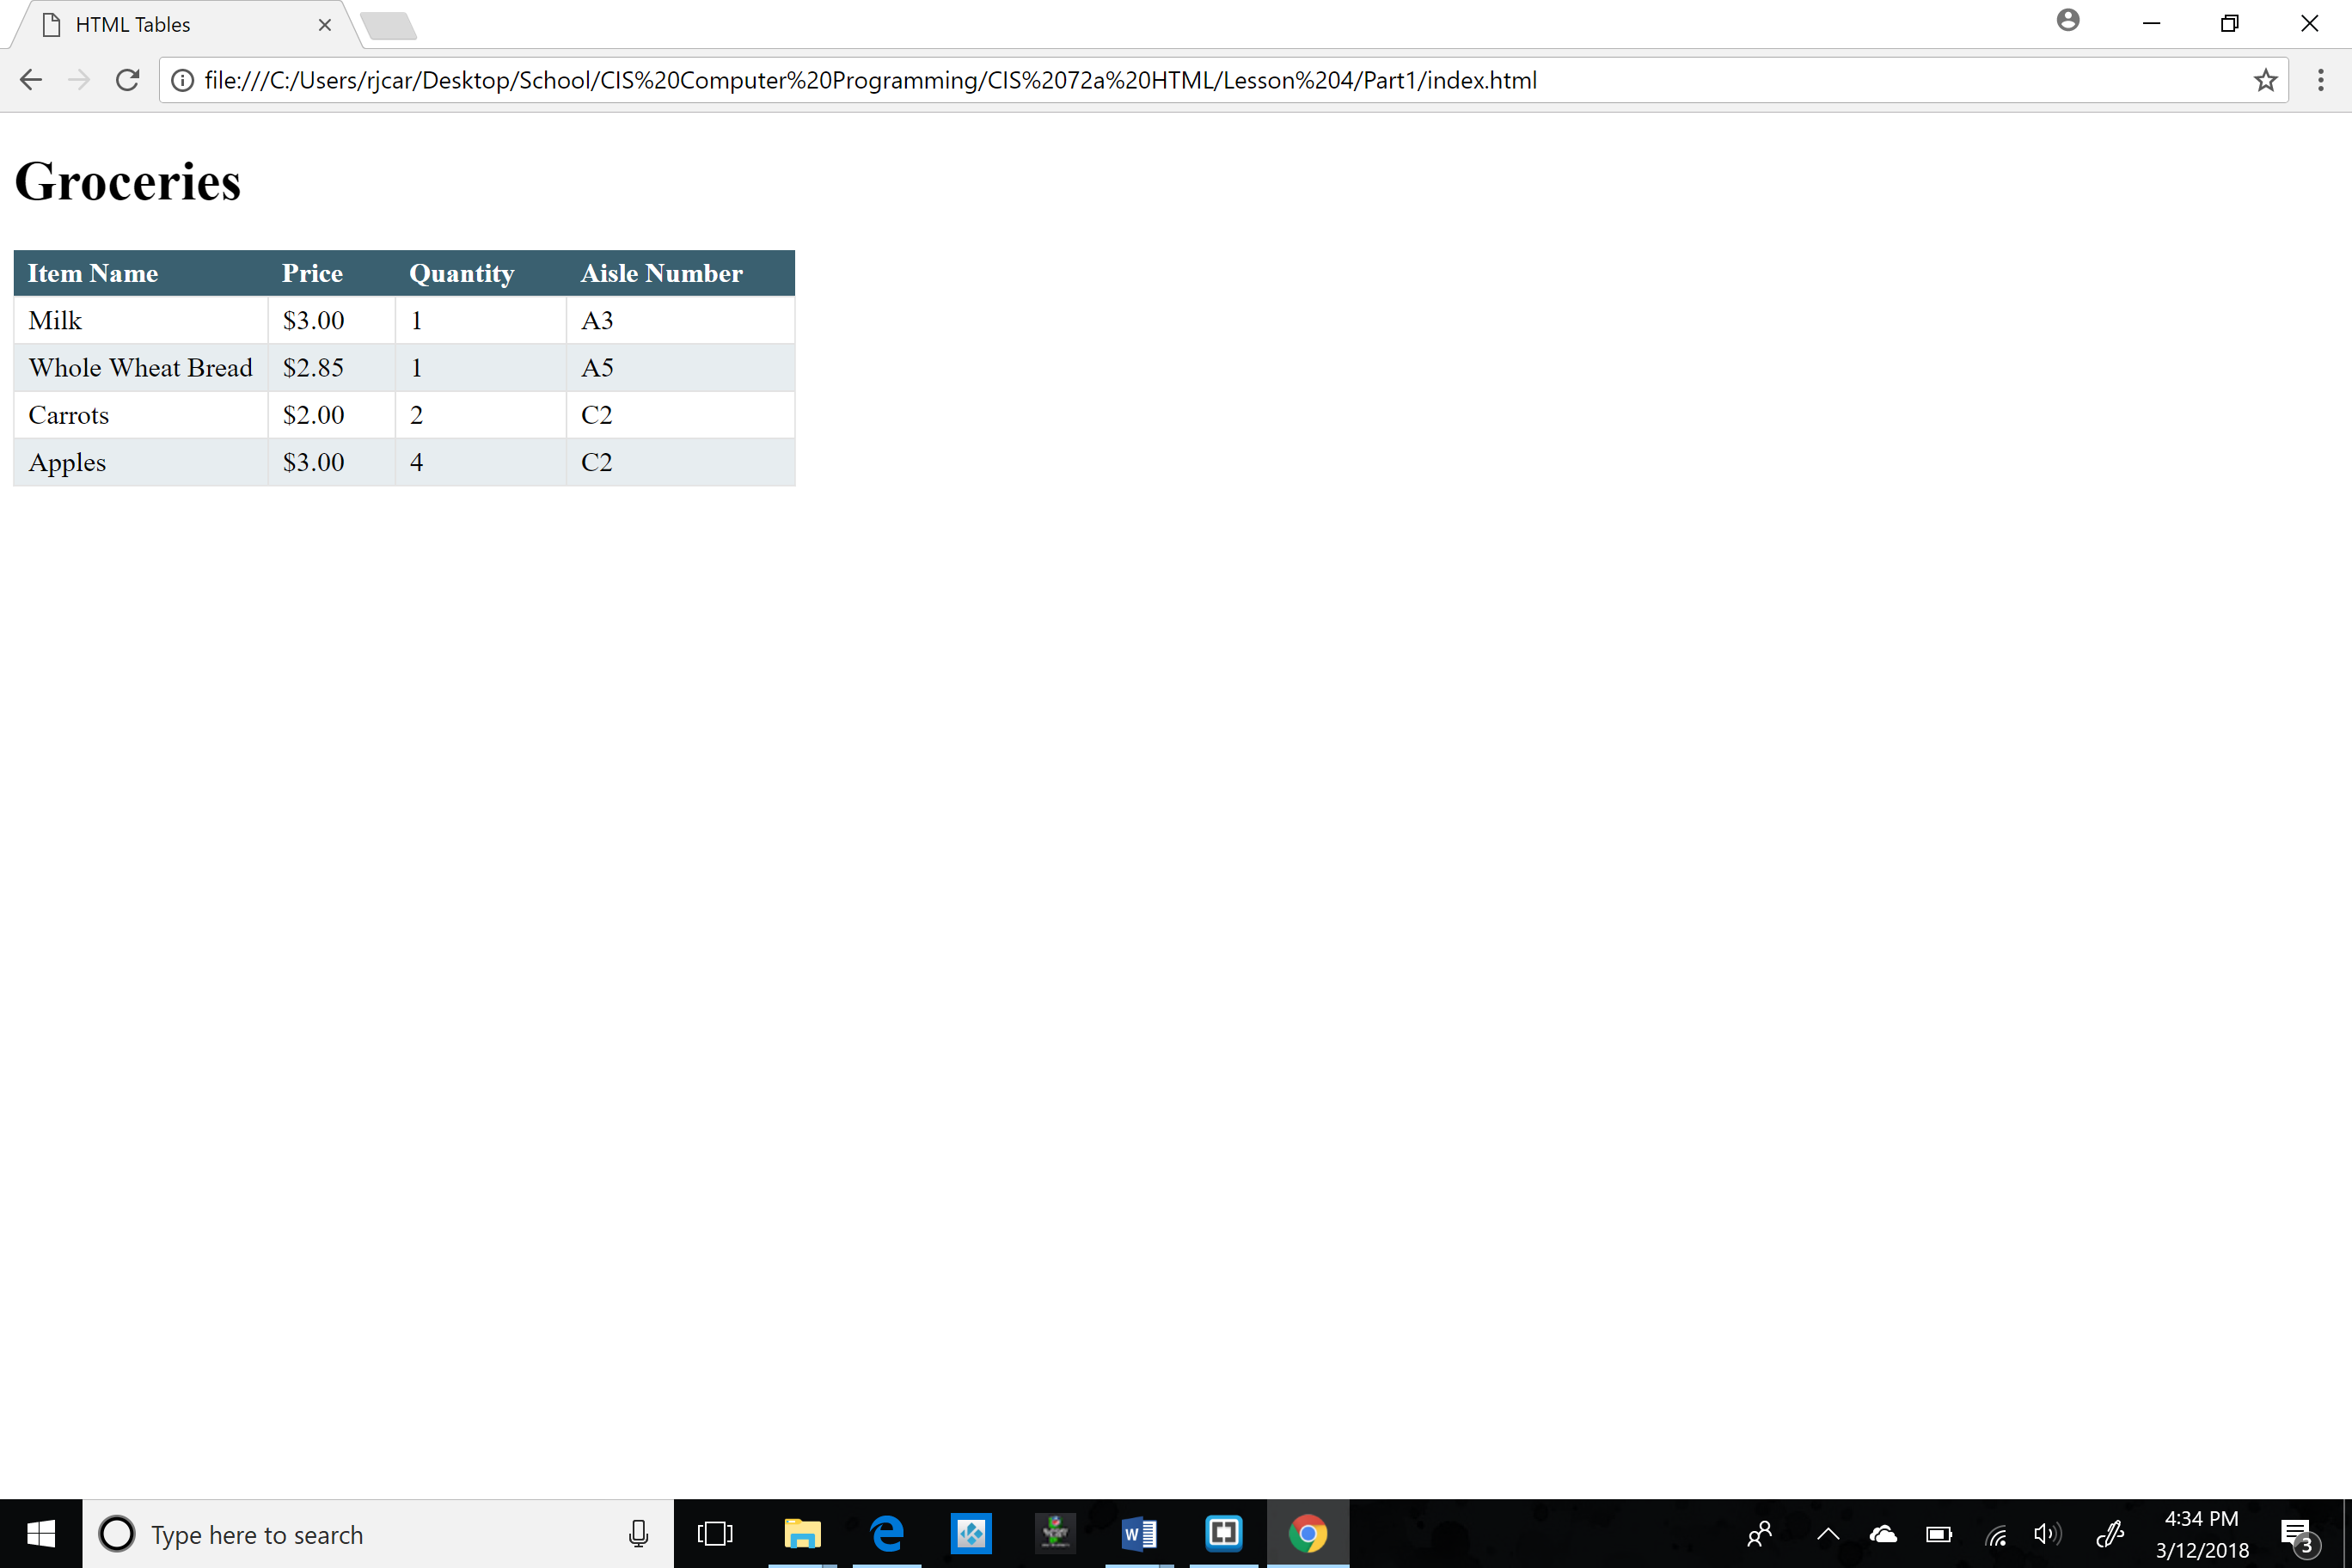 HTML Tables
file:///C:/Users/rjcar/Desktop/School/CIS%20Computer%20Programming/CIS%2072a%20HTML/Lesson%204/Part1/index.html
Groceries
Item Name Price Quantity Aisle Number
Milk $3.00 1 A3
Whole Wheat Bread $2.85 1 A5
Carrots $2.00 2 C2
Apples $3.00 4 C2
Type here to search
W
4:34 PM
3/12/2018
3